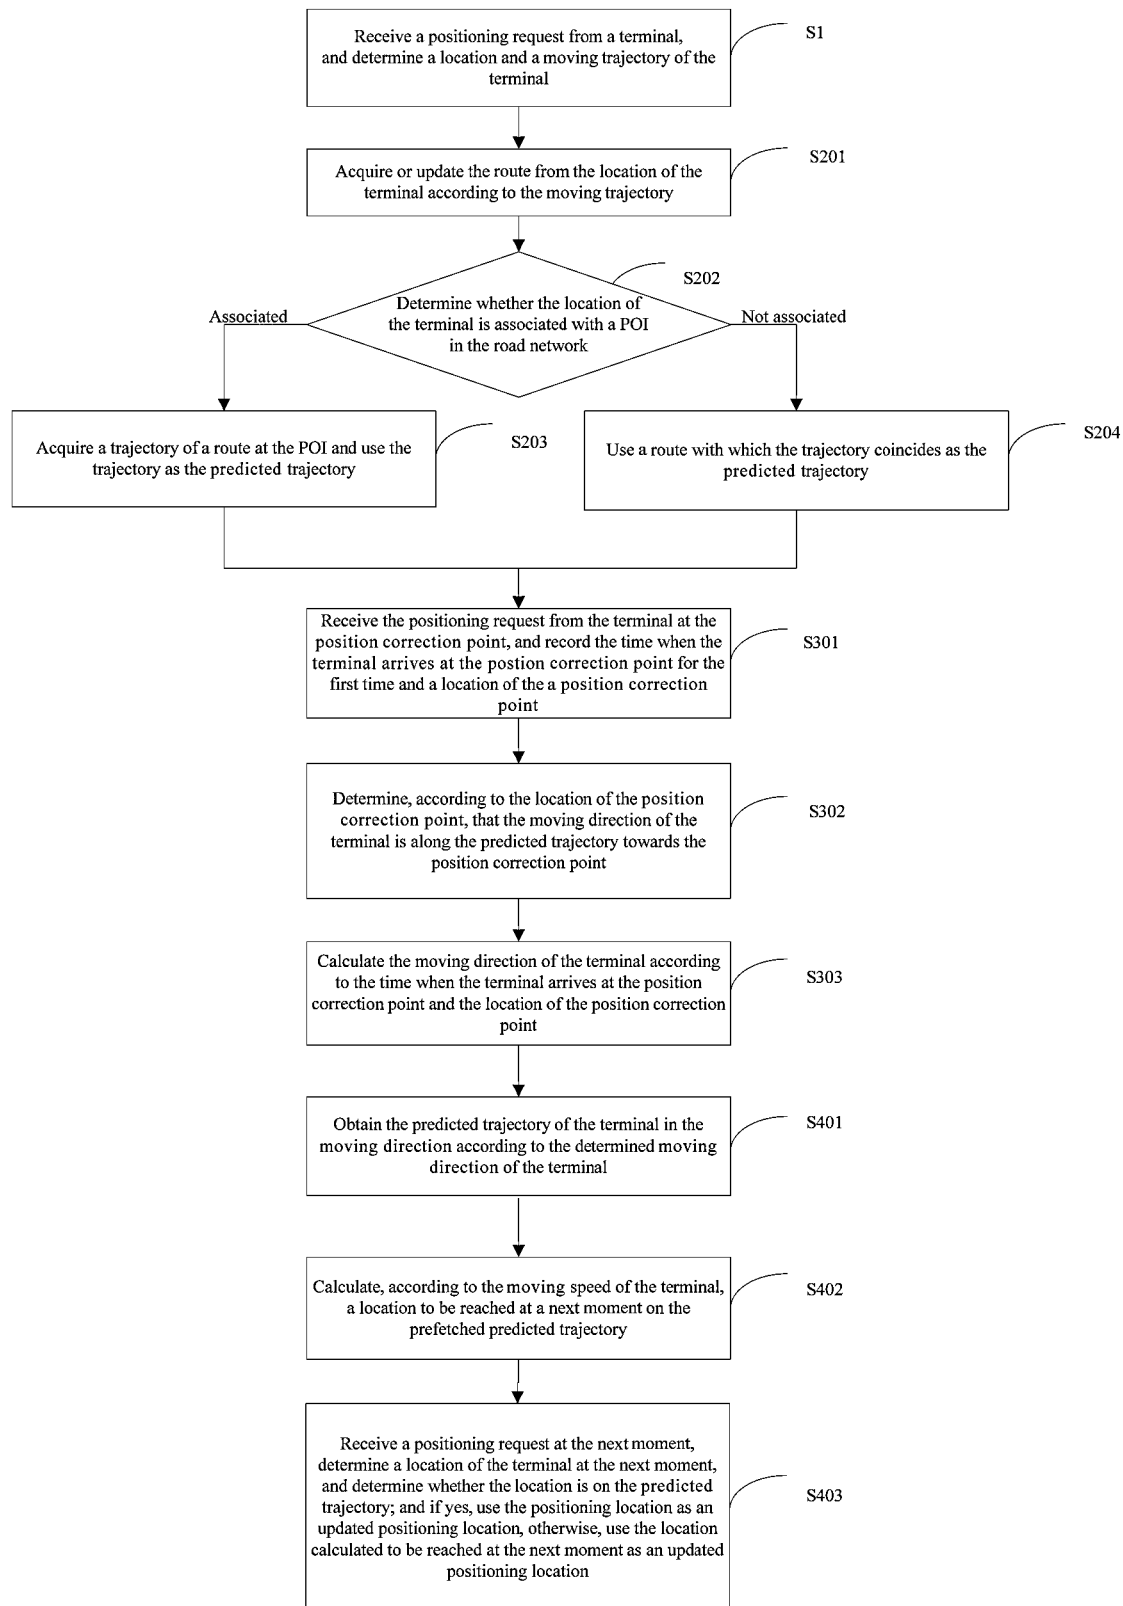 Receive a positioning request from a terminal,
and determine a location and a moving trajectory of the
terminal
S1
Acquire or update the route from the location of the
terminal according to the moving trajectory
S201
Determine whether the location of
the terminal is associated with a POI
in the road network
S202
Associated
Not associated
Acquire a trajectory of a route at the POI and use the
trajectory as the predicted trajectory
S203
Use a route with which the trajectory coincides as the
predicted trajectory
S204
Receive the positioning request from the terminal at the
position correction point, and record the time when the
terminal arrives at the postion correction point for the
first time and a location of the a position correction
point
S301
Determine, according to the location of the position
correction point, that the moving direction of the
terminal is along the predicted trajectory towards the
position correction point
S302
Calculate the moving direction of the terminal according
to the time when the terminal arrives at the position
correction point and the location of the position correction
point
S303
Obtain the predicted trajectory of the terminal in the
moving direction according to the determined moving
direction of the terminal
S401
Calculate, according to the moving speed of the terminal,
a location to be reached at a next moment on the
prefetched predicted trajectory
S402
Receive a positioning request at the next moment,
determine a location of the terminal at the next moment,
and determine whether the location is on the predicted
trajectory; and if yes, use the positioning location as an
updated positioning location, otherwise, use the location
calculated to be reached at the next moment as an updated
positioning location
S403